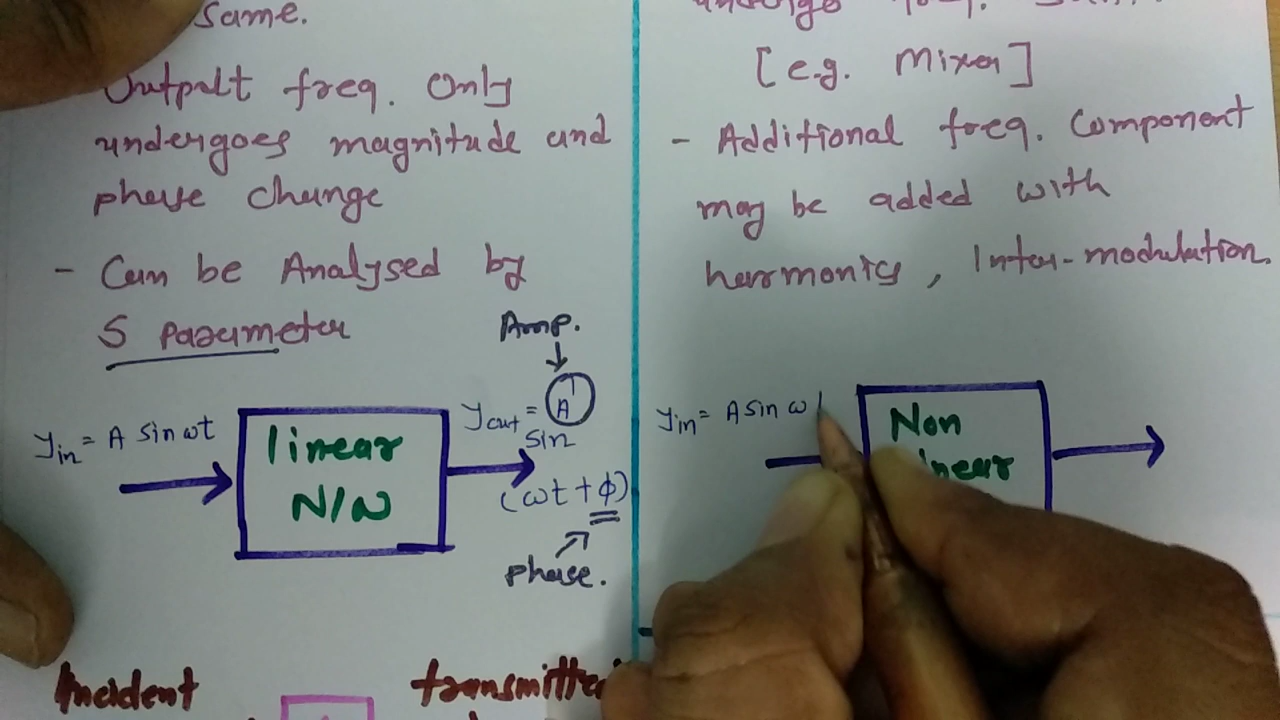 same.
Output freq. Only
undergoes magnitude and
phase change
- Can be Analysed by
S Parameter
Amp.
yin = A sin ωt
linear
N/W
yout = A'
sin
(ωt + ϕ)
phase.
Incident
transmitte
[e.g. Mixer]
- Additional freq. Component
may be added with
harmonics, Inter-modulation.
yin = A sin ω
Non